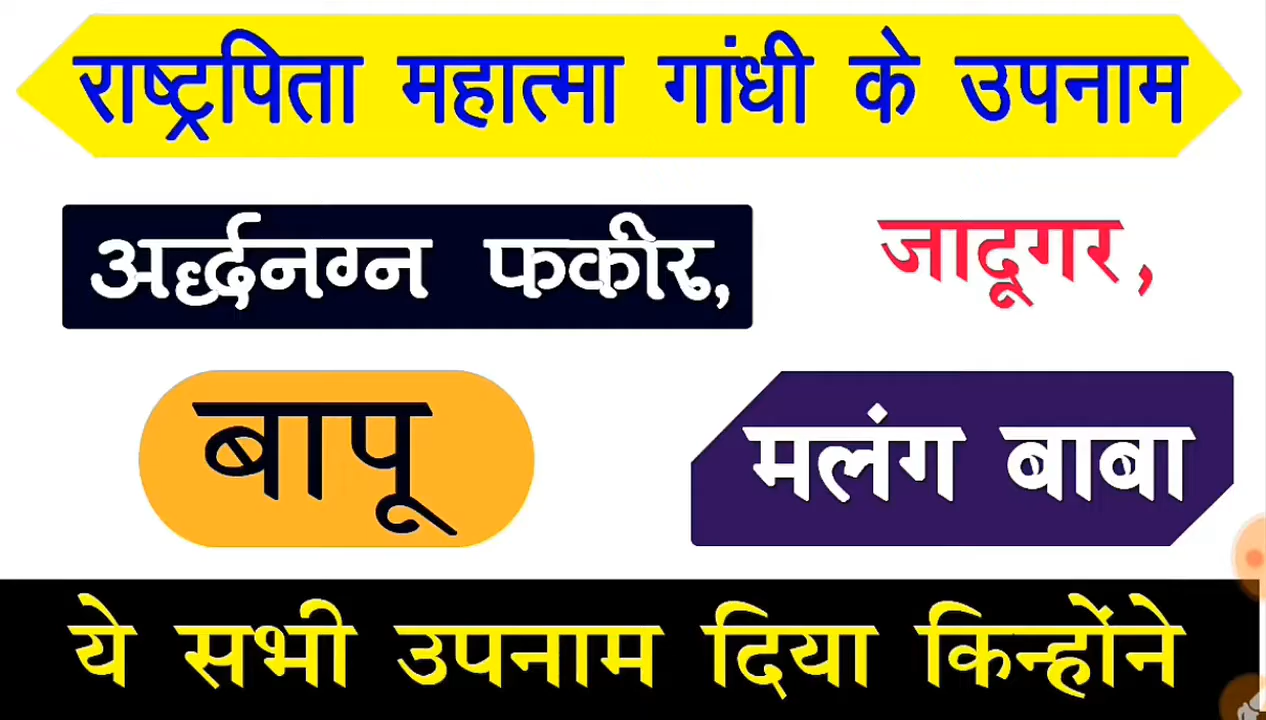 राष्ट्रपिता महात्मा गांधी के उपनाम
अर्द्धनग्न फकीर, जादूगर,
बापू मलंग बाबा
ये सभी उपनाम दिया किन्होंने